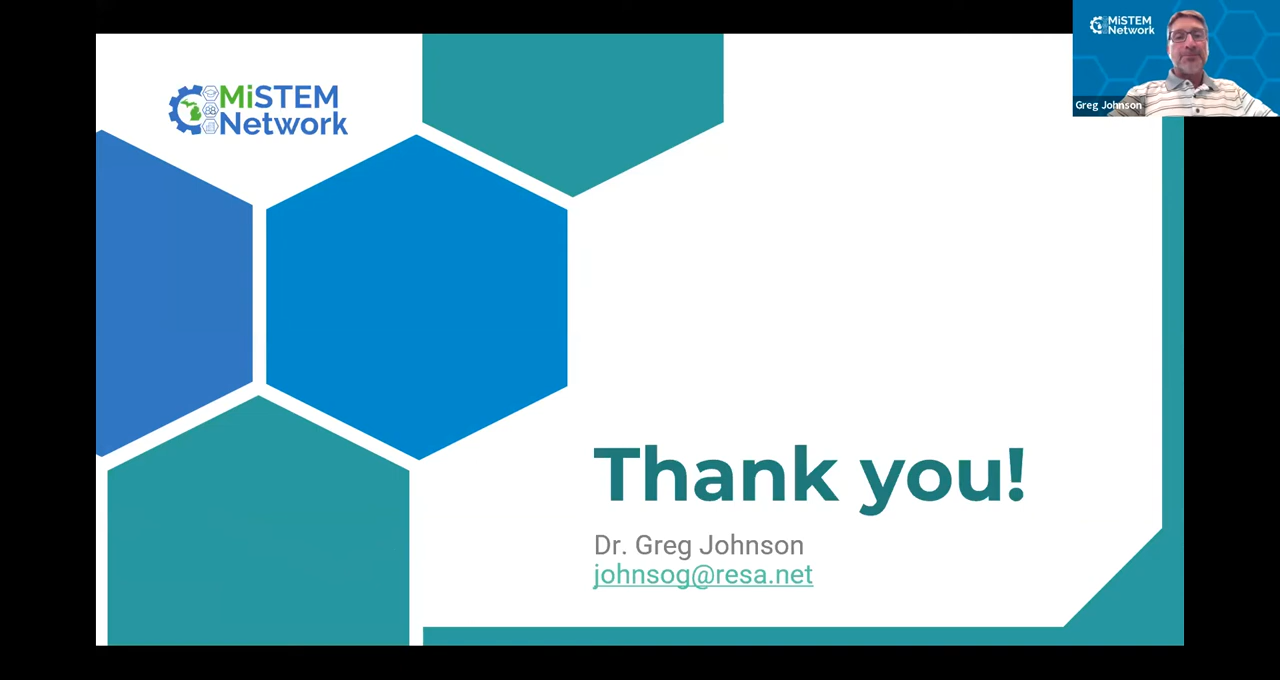 MiSTEM
Network
MiSTEM
Network
Greg Johnson
Thank you!
Dr. Greg Johnson
johnsog@resa.net